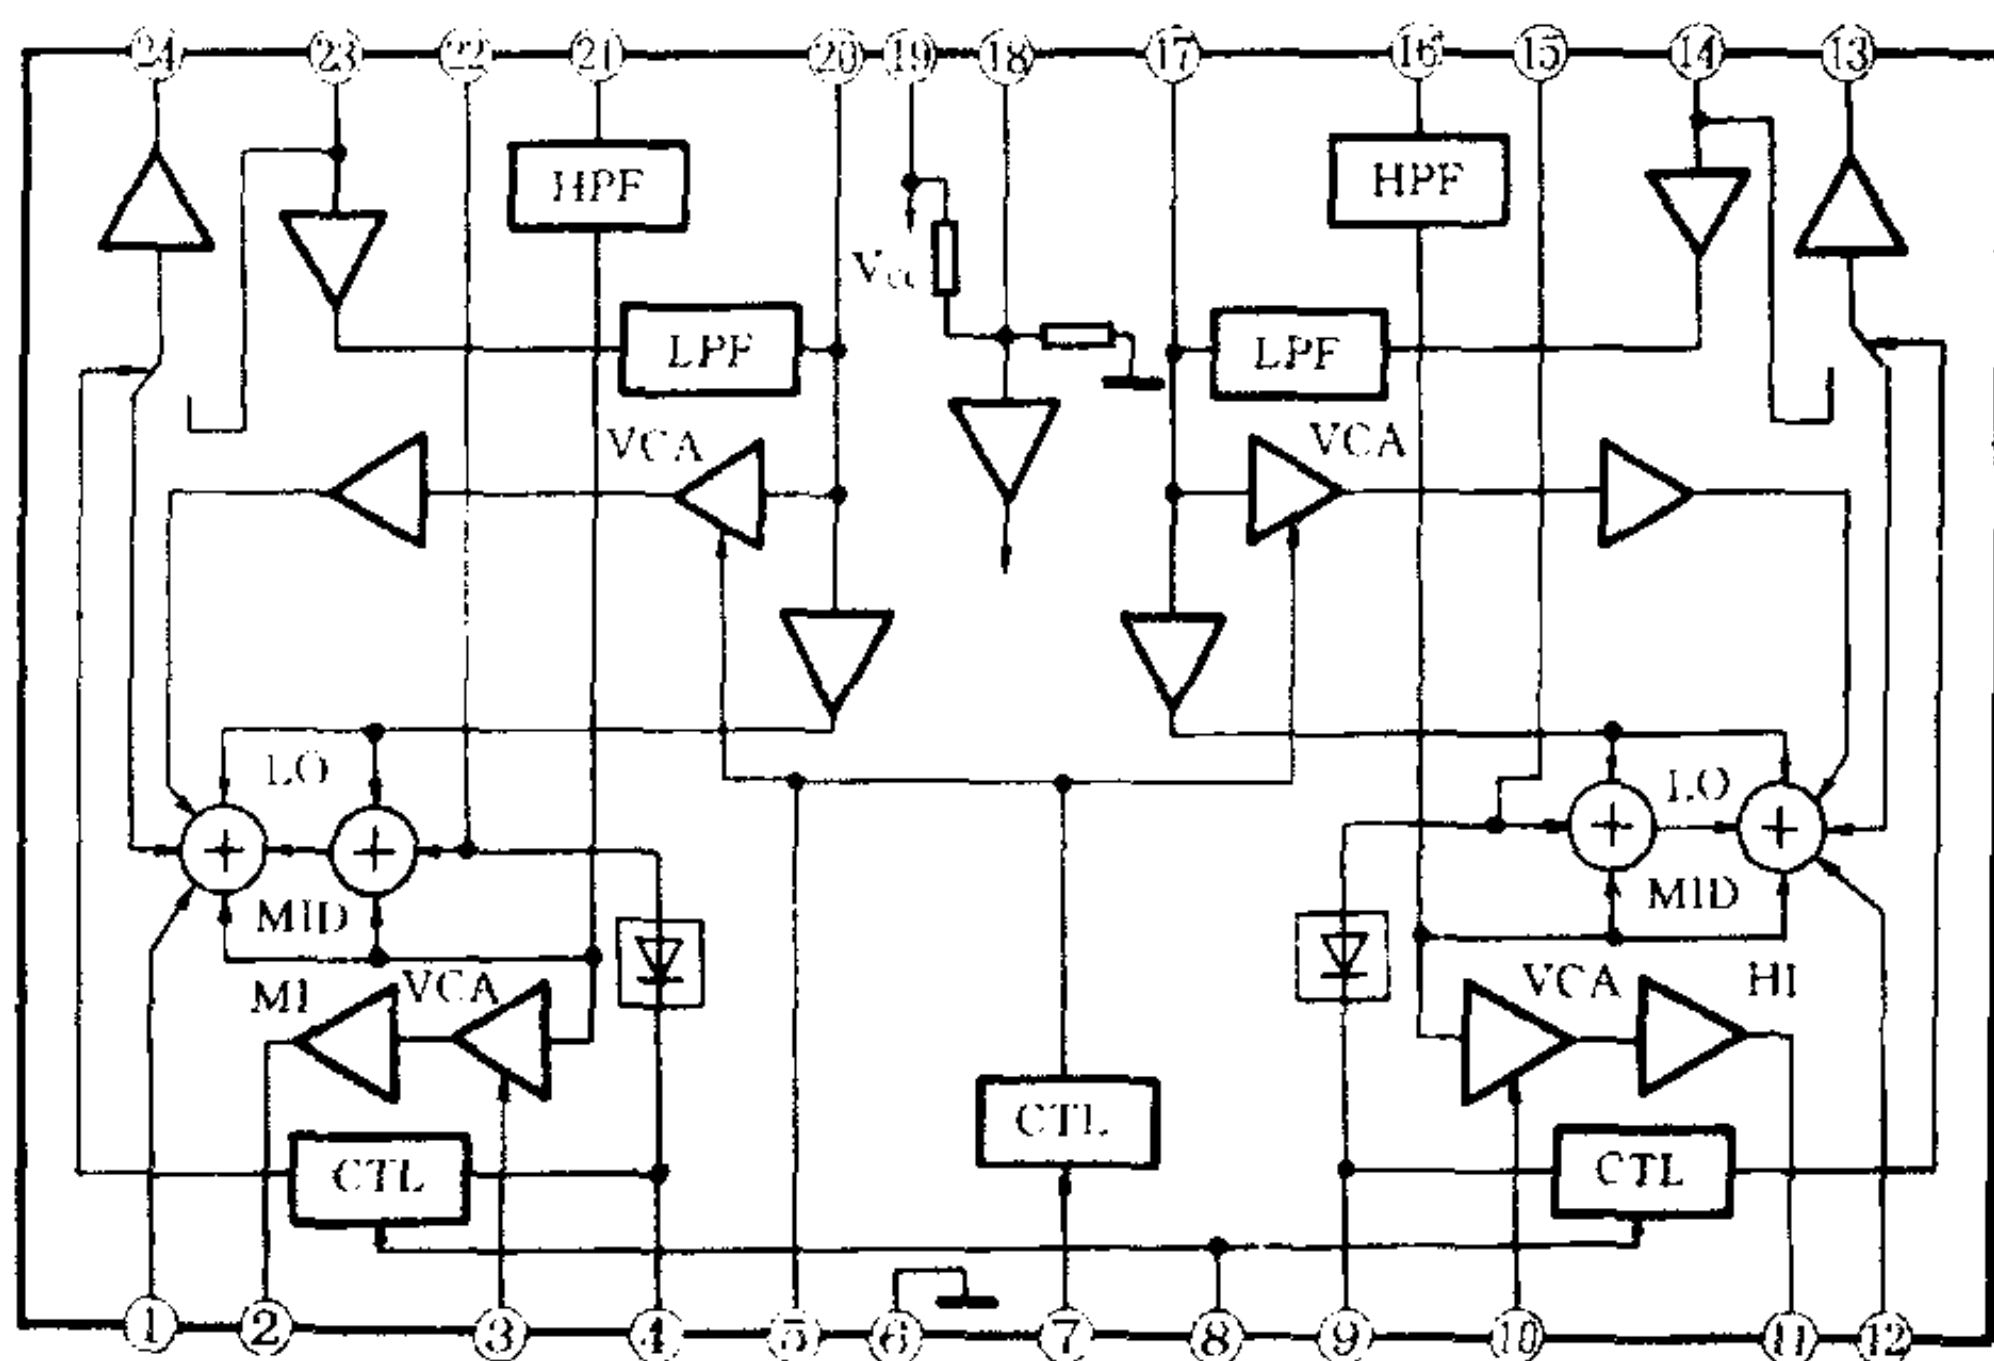 24 23 22 21 20 19 18 17 16 15 14 13
HPF HPF
Vcc
LPF LPF
VCA VCA
LO LO
+ + + +
MID MID
MI VCA VCA HI
CTL
CTL CTL
1 2 3 4 5 6 7 8 9 10 11 12